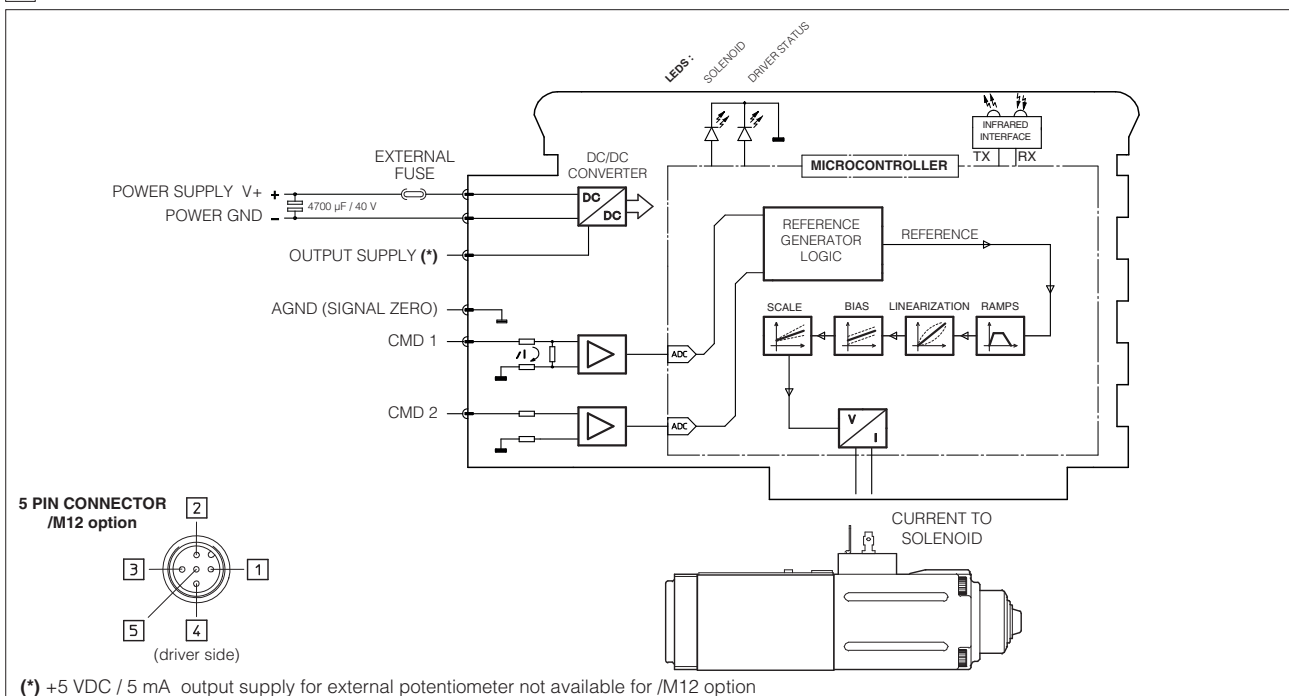 LEDS :
SOLENOID
DRIVER STATUS
INFRARED
INTERFACE
TX RX
EXTERNAL
FUSE
DC/DC
CONVERTER
MICROCONTROLLER
POWER SUPPLY V+ +
4700 µF / 40 V
POWER GND -
DC
DC
OUTPUT SUPPLY (*)
REFERENCE
GENERATOR
LOGIC
REFERENCE
AGND (SIGNAL ZERO)
SCALE BIAS LINEARIZATION RAMPS
CMD 1
/I
ADC
CMD 2
ADC
V
I
5 PIN CONNECTOR
/M12 option
2
3
1
5
4
(driver side)
CURRENT TO
SOLENOID
(*) +5 VDC / 5 mA output supply for external potentiometer not available for /M12 option